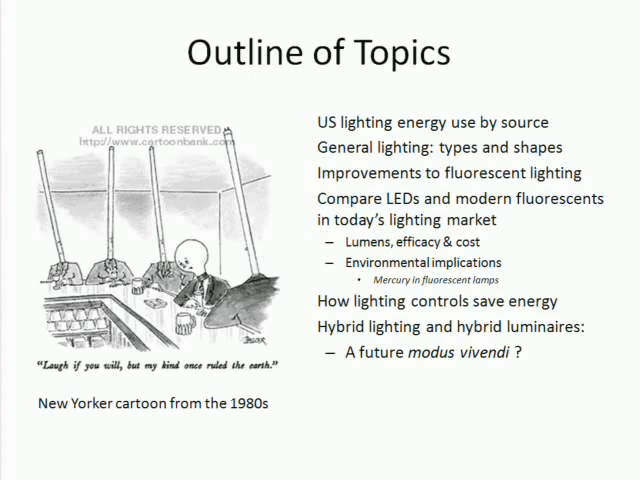 Outline of Topics
ALL RIGHTS RESERVED
http://www.cartoonbank.com
"Laugh if you will, but my kind once ruled the earth."
New Yorker cartoon from the 1980s
US lighting energy use by source
General lighting: types and shapes
Improvements to fluorescent lighting
Compare LEDs and modern fluorescents
in today's lighting market
– Lumens, efficacy & cost
– Environmental implications
• Mercury in fluorescent lamps
How lighting controls save energy
Hybrid lighting and hybrid luminaires:
– A future modus vivendi ?